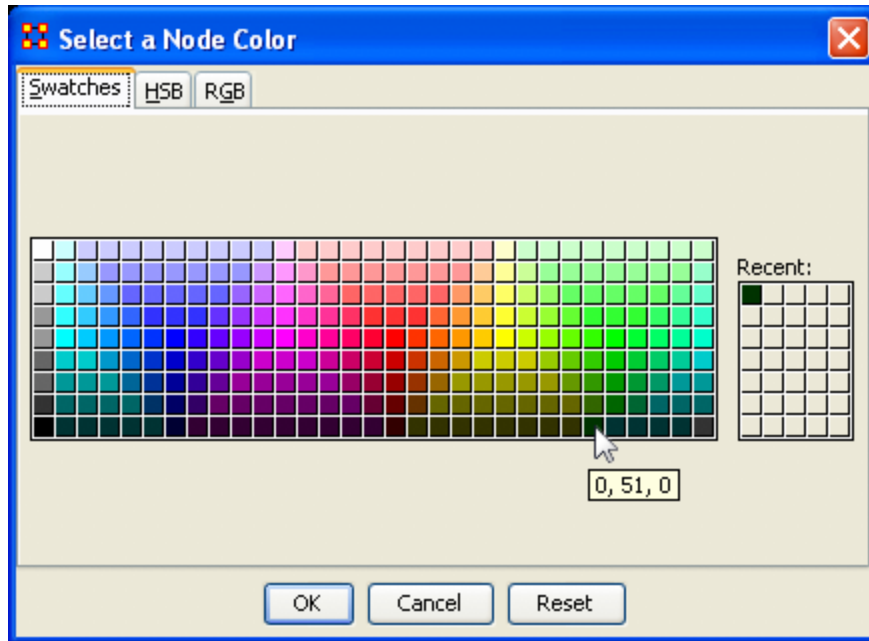 Select a Node Color
Swatches HSB RGB
Recent:
0, 51, 0
OK Cancel Reset